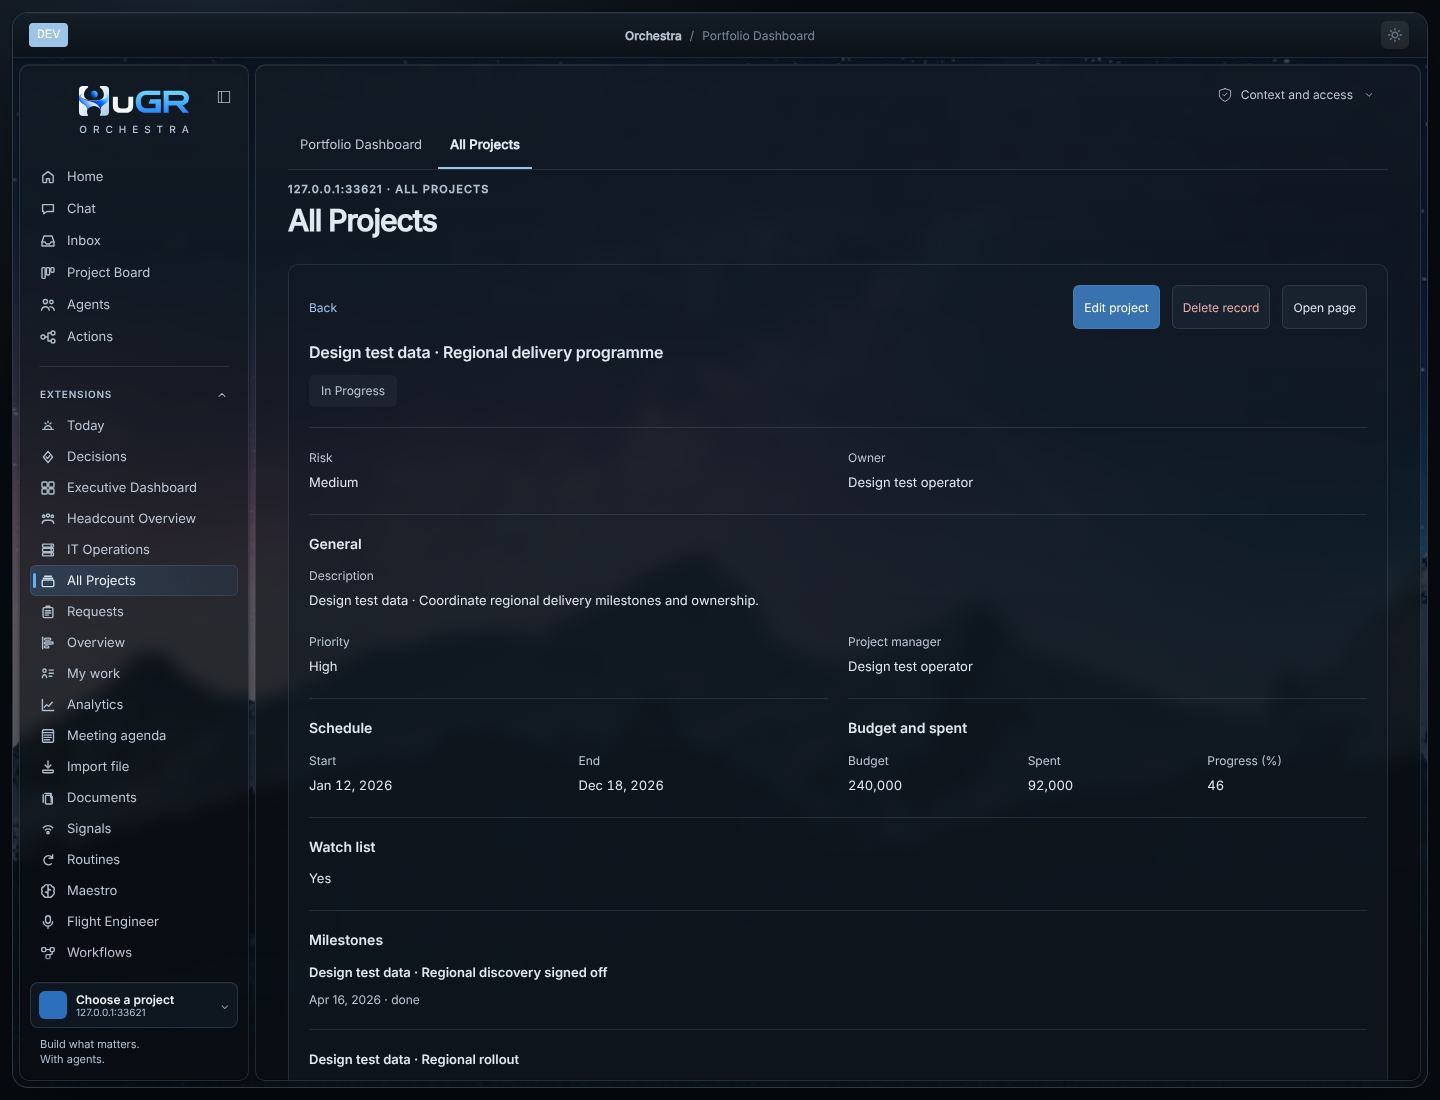 DEV
Orchestra / Portfolio Dashboard
HuGR
ORCHESTRA
Home
Chat
Inbox
Project Board
Agents
Actions
EXTENSIONS
Today
Decisions
Executive Dashboard
Headcount Overview
IT Operations
All Projects
Requests
Overview
My work
Analytics
Meeting agenda
Import file
Documents
Signals
Routines
Maestro
Flight Engineer
Workflows
Choose a project
127.0.0.1:33621
Build what matters.
With agents.
Context and access
Portfolio Dashboard All Projects
127.0.0.1:33621 · ALL PROJECTS
All Projects
Back Edit project Delete record Open page
Design test data · Regional delivery programme
In Progress
Risk Owner
Medium Design test operator
General
Description
Design test data · Coordinate regional delivery milestones and ownership.
Priority Project manager
High Design test operator
Schedule Budget and spent
Start End Budget Spent Progress (%)
Jan 12, 2026 Dec 18, 2026 240,000 92,000 46
Watch list
Yes
Milestones
Design test data · Regional discovery signed off
Apr 16, 2026 · done
Design test data · Regional rollout